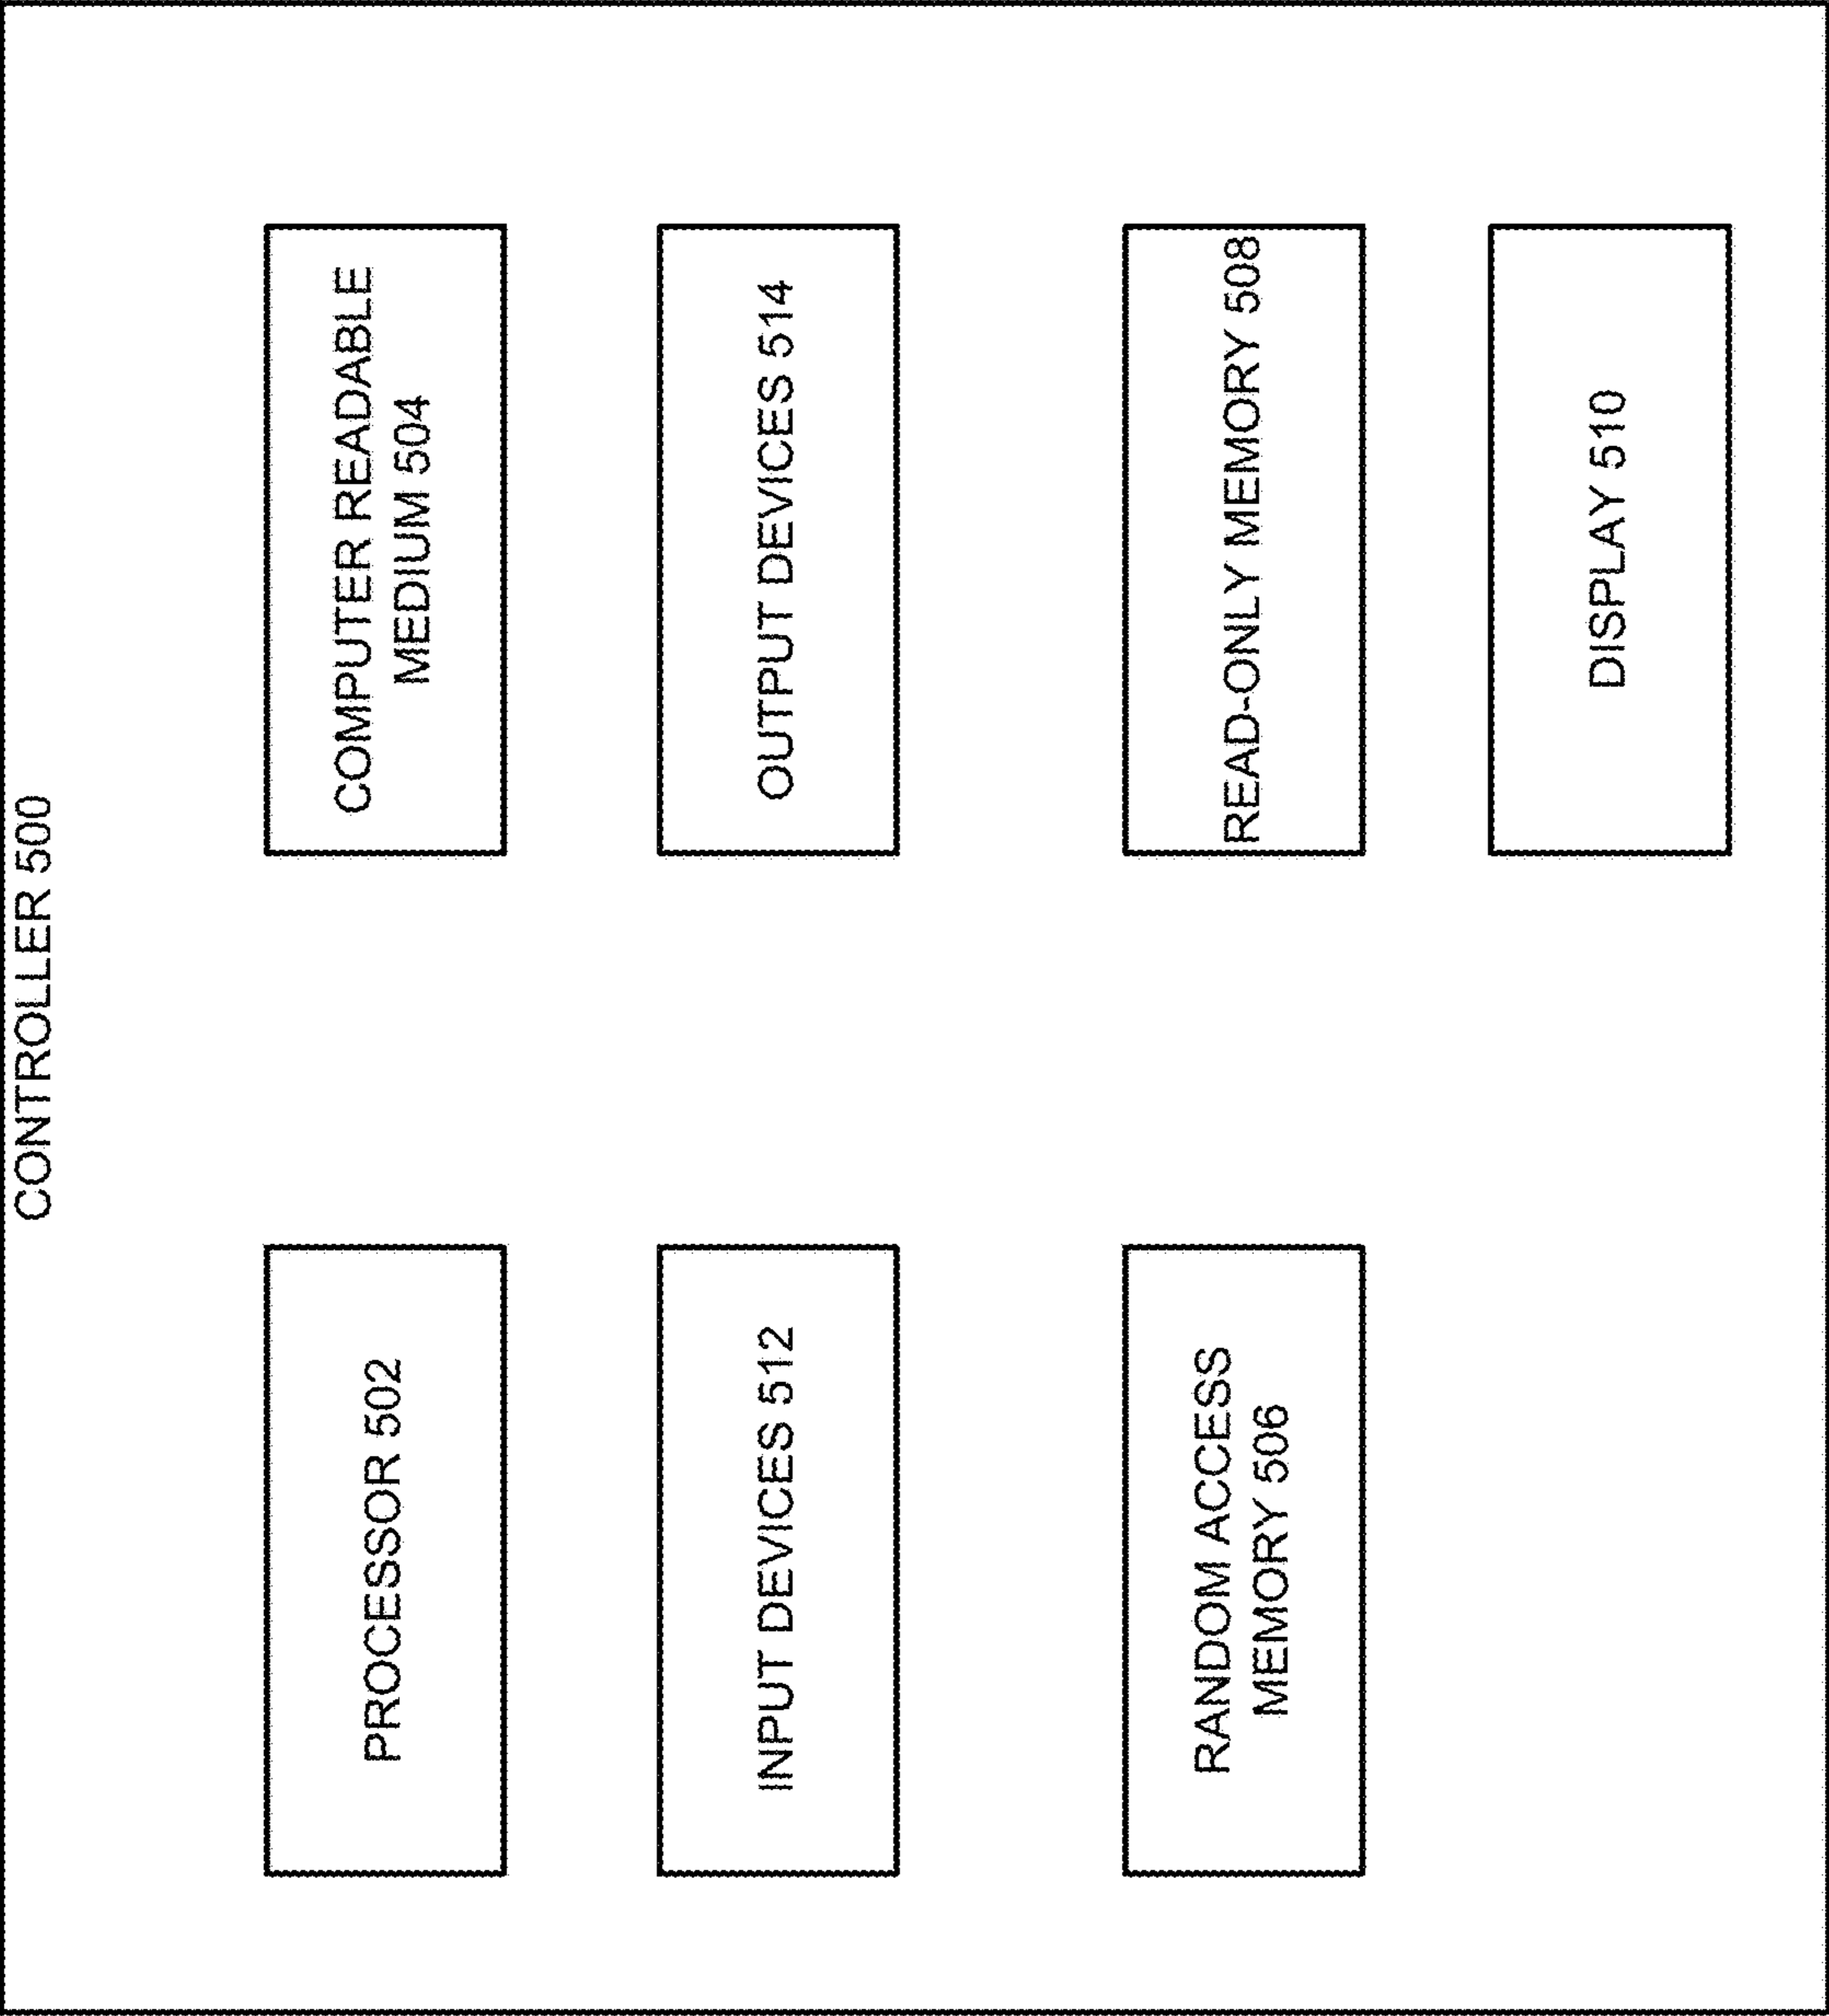 CONTROLLER 500
PROCESSOR 502
COMPUTER READABLE
MEDIUM 504
INPUT DEVICES 512
OUTPUT DEVICES 514
RANDOM ACCESS
MEMORY 506
READ-ONLY MEMORY 508
DISPLAY 510